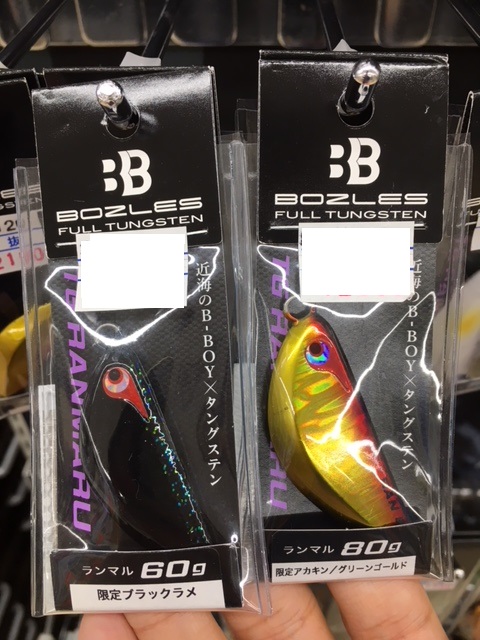 BOZLES
FULL TUNGSTEN
近海のB-BOY×タングステン
TG RANMARU
ランマル 60g
限定ブラックラメ
BOZLES
FULL TUNGSTEN
近海のB-BOY×タングステン
ランマル 80g
限定アカキン/グリーンゴールド